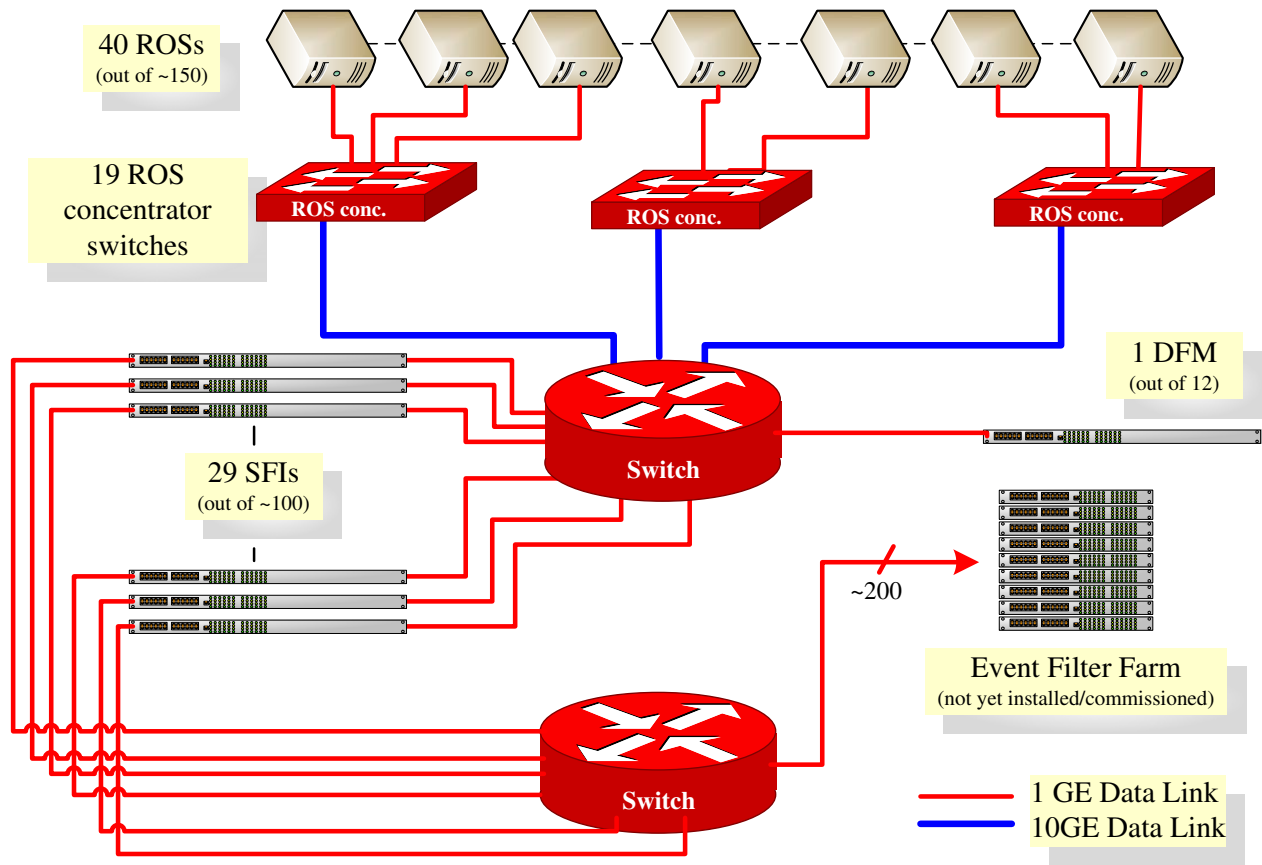 40 ROSs
(out of ~150)
19 ROS
concentrator
switches
ROS conc.
ROS conc.
ROS conc.
1 DFM
(out of 12)
Switch
29 SFIs
(out of ~100)
~200
Event Filter Farm
(not yet installed/commissioned)
Switch
1 GE Data Link
10GE Data Link